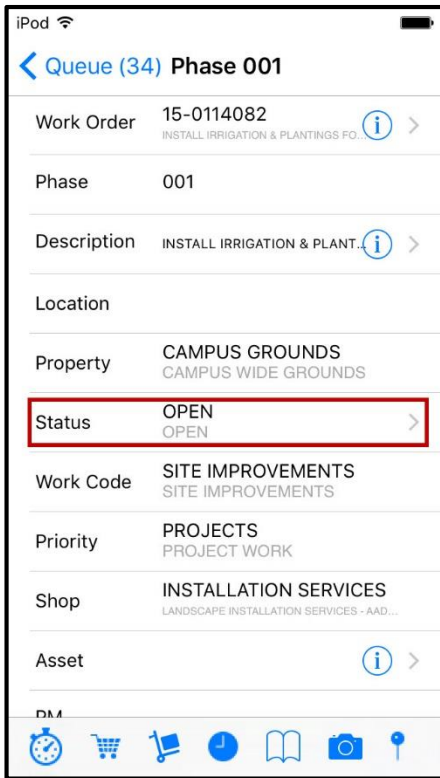 iPod
Queue (34) Phase 001
Work Order 15-0114082
INSTALL IRRIGATION & PLANTINGS FO...
Phase 001
Description INSTALL IRRIGATION & PLANT...
Location
Property CAMPUS GROUNDS
CAMPUS WIDE GROUNDS
Status OPEN
OPEN
Work Code SITE IMPROVEMENTS
SITE IMPROVEMENTS
Priority PROJECTS
PROJECT WORK
Shop INSTALLATION SERVICES
LANDSCAPE INSTALLATION SERVICES - AAD...
Asset
PM